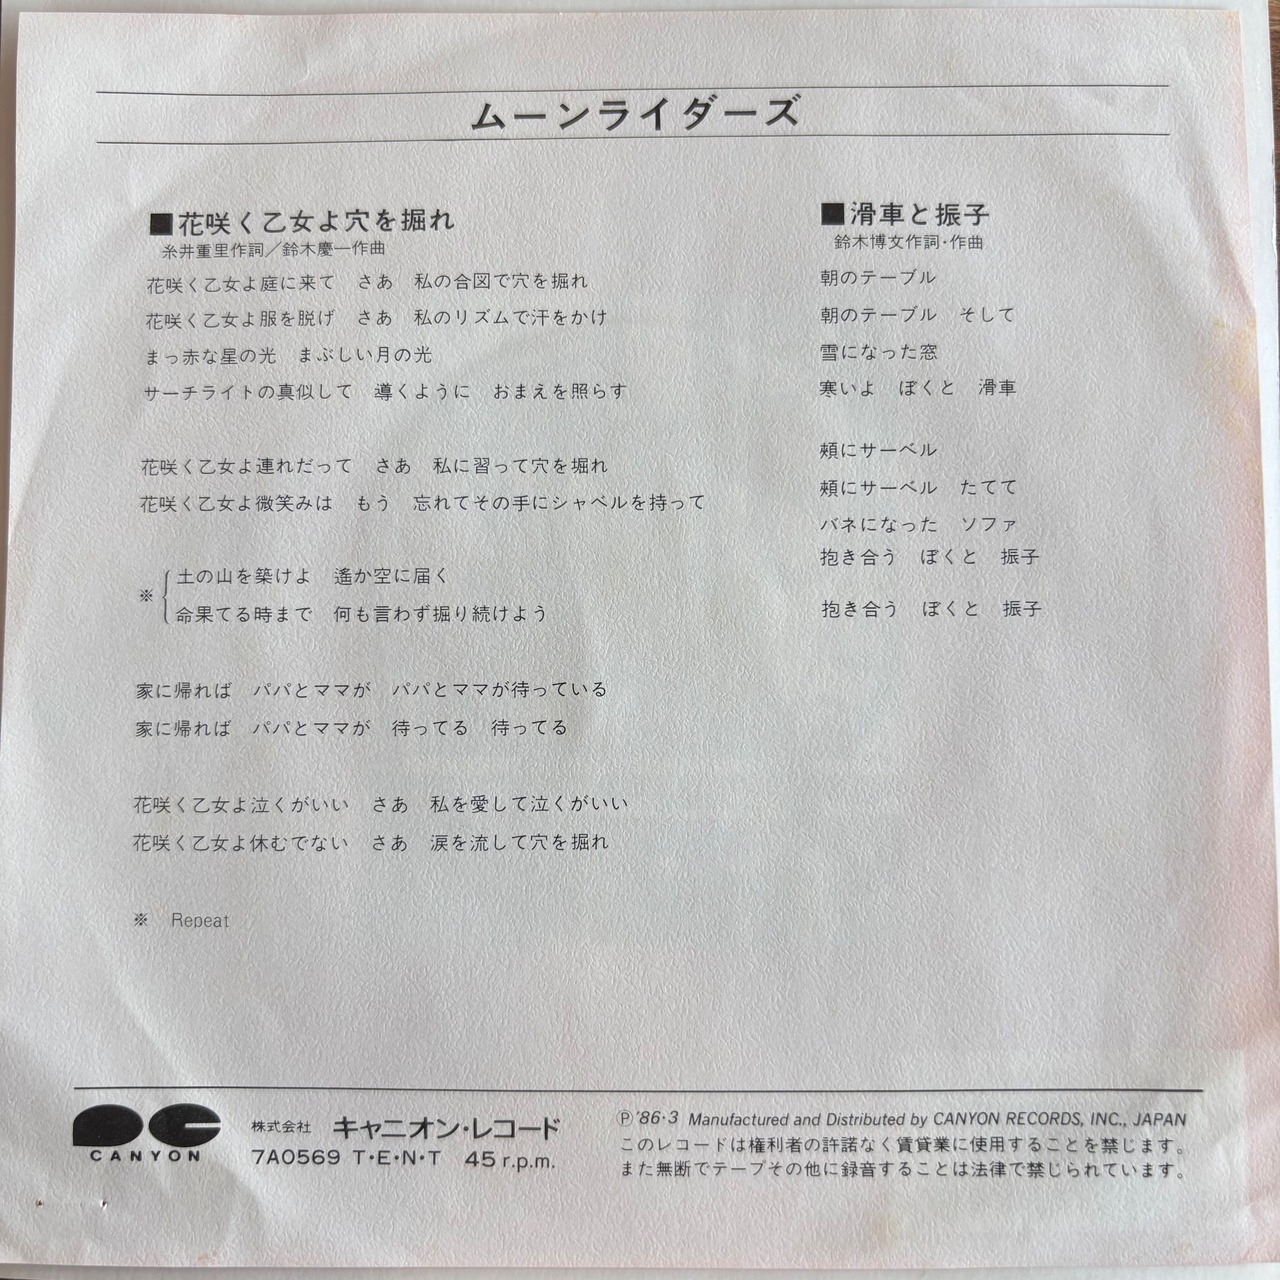 ムーンライダーズ
■花咲く乙女よ穴を掘れ
糸井重里作詞／鈴木慶一作曲
花咲く乙女よ庭に来て　さあ　私の合図で穴を掘れ
花咲く乙女よ服を脱げ　さあ　私のリズムで汗をかけ
まっ赤な星の光　まぶしい月の光
サーチライトの真似して　導くように　おまえを照らす
花咲く乙女よ連れだって　さあ　私に習って穴を堀れ
花咲く乙女よ微笑みは　もう　忘れてその手にシャベルを持って
※ 土の山を築けよ　遙か空に届く
命果てる時まで　何も言わず掘り続けよう
家に帰れば　パパとママが　パパとママが待っている
家に帰れば　パパとママが　待ってる　待ってる
花咲く乙女よ泣くがいい　さあ　私を愛して泣くがいい
花咲く乙女よ休むでない　さあ　涙を流して穴を掘れ
※　Repeat
■滑車と振子
鈴木博文作詞・作曲
朝のテーブル
朝のテーブル　そして
雪になった窓
寒いよ　ぼくと　滑車
頰にサーベル
頰にサーベル　たてて
バネになった　ソファ
抱き合う　ぼくと　振子
抱き合う　ぼくと　振子
CANYON
株式会社　キャニオン・レコード
7A0569 T・E・N・T　45 r.p.m.
Ⓟ'86・3 Manufactured and Distributed by CANYON RECORDS, INC., JAPAN
このレコードは権利者の許諾なく賃貸業に使用することを禁じます。
また無断でテープその他に録音することは法律で禁じられています。